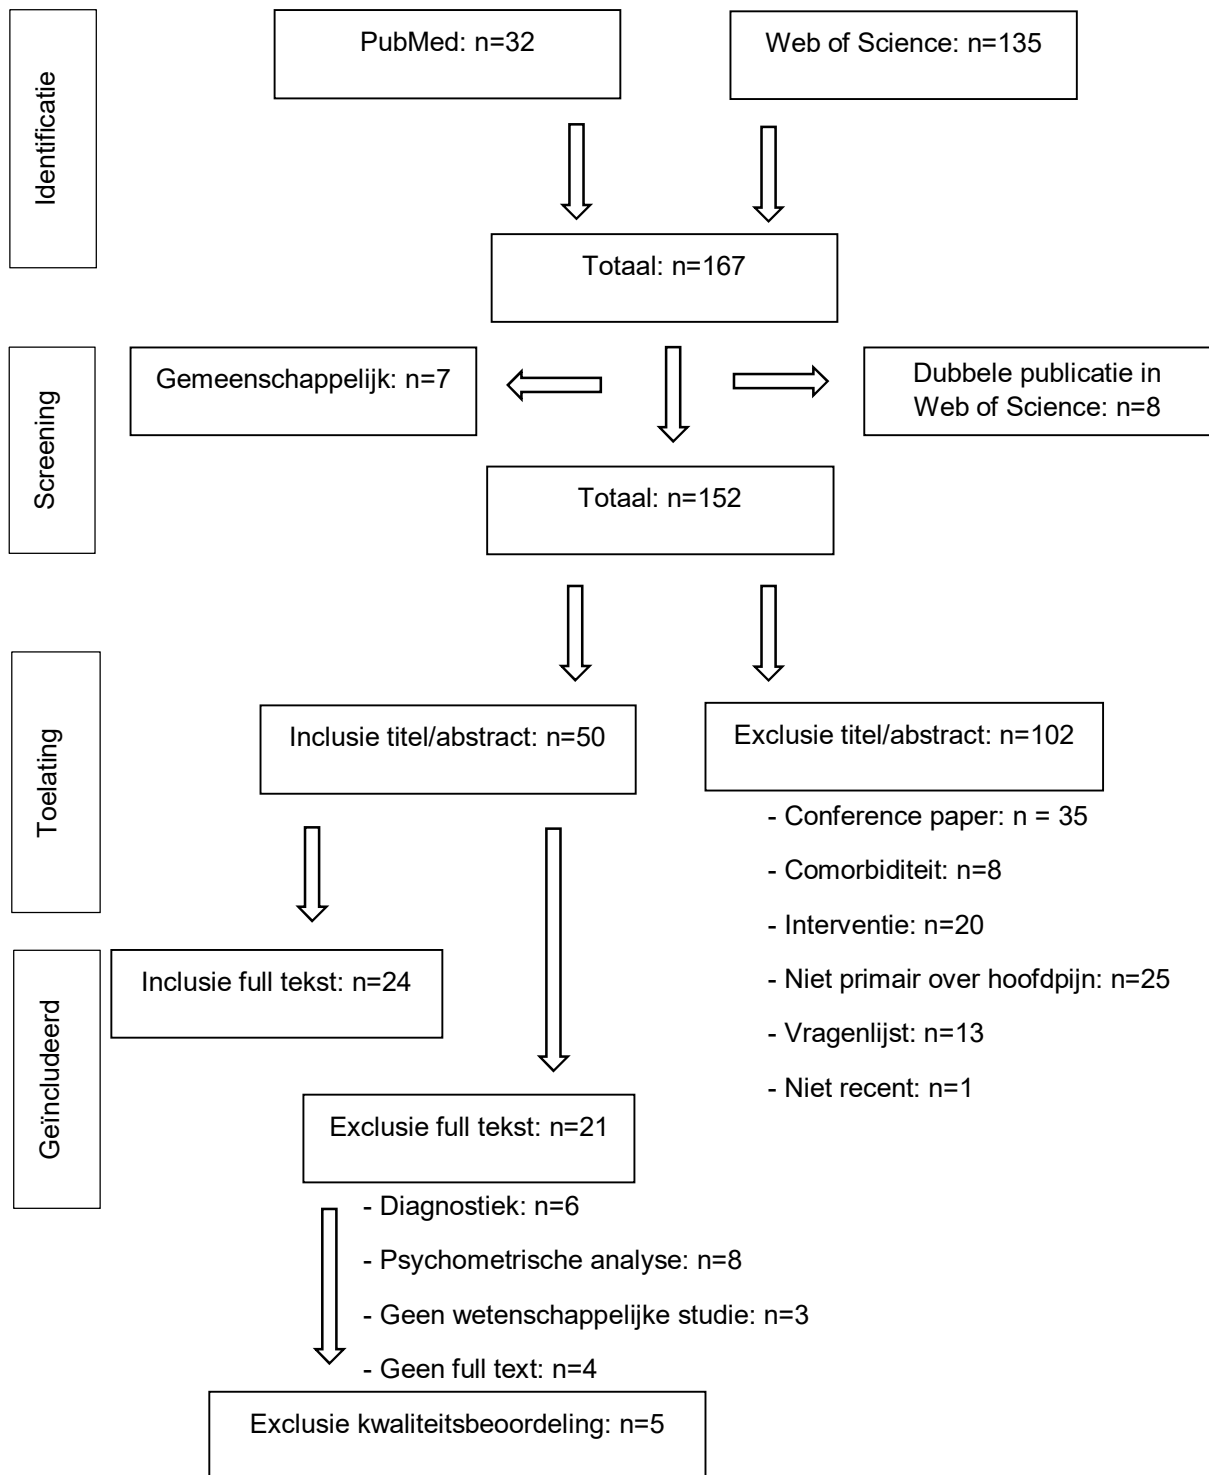 Identificatie
PubMed: n=32
Web of Science: n=135
Totaal: n=167
Screening
Gemeenschappelijk: n=7
Dubbele publicatie in
Web of Science: n=8
Totaal: n=152
Toelating
Inclusie titel/abstract: n=50
Exclusie titel/abstract: n=102
- Conference paper: n = 35
- Comorbiditeit: n=8
- Interventie: n=20
- Niet primair over hoofdpijn: n=25
- Vragenlijst: n=13
- Niet recent: n=1
Geïncludeerd
Inclusie full tekst: n=24
Exclusie full tekst: n=21
- Diagnostiek: n=6
- Psychometrische analyse: n=8
- Geen wetenschappelijke studie: n=3
- Geen full text: n=4
Exclusie kwaliteitsbeoordeling: n=5